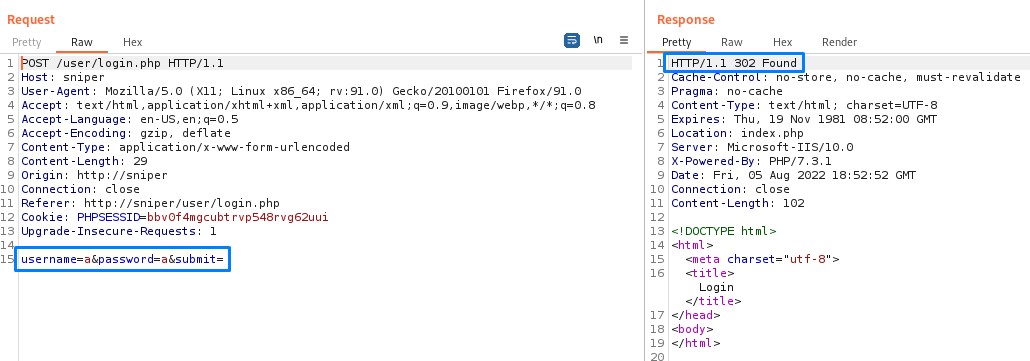 Request
Pretty Raw Hex
\n
1 POST /user/login.php HTTP/1.1
2 Host: sniper
3 User-Agent: Mozilla/5.0 (X11; Linux x86_64; rv:91.0) Gecko/20100101 Firefox/91.0
4 Accept: text/html,application/xhtml+xml,application/xml;q=0.9,image/webp,*/*;q=0.8
5 Accept-Language: en-US,en;q=0.5
6 Accept-Encoding: gzip, deflate
7 Content-Type: application/x-www-form-urlencoded
8 Content-Length: 29
9 Origin: http://sniper
10 Connection: close
11 Referer: http://sniper/user/login.php
12 Cookie: PHPSESSID=bbv0f4mgcubtrvp548rvg62uui
13 Upgrade-Insecure-Requests: 1
14
15 username=a&password=a&submit=
Response
Pretty Raw Hex Render
1 HTTP/1.1 302 Found
2 Cache-Control: no-store, no-cache, must-revalidate
3 Pragma: no-cache
4 Content-Type: text/html; charset=UTF-8
5 Expires: Thu, 19 Nov 1981 08:52:00 GMT
6 Location: index.php
7 Server: Microsoft-IIS/10.0
8 X-Powered-By: PHP/7.3.1
9 Date: Fri, 05 Aug 2022 18:52:52 GMT
10 Connection: close
11 Content-Length: 102
12
13 <!DOCTYPE html>
14 <html>
15 <meta charset="utf-8">
16 <title>
Login
</title>
17 </head>
18 <body>
19 </html>
20